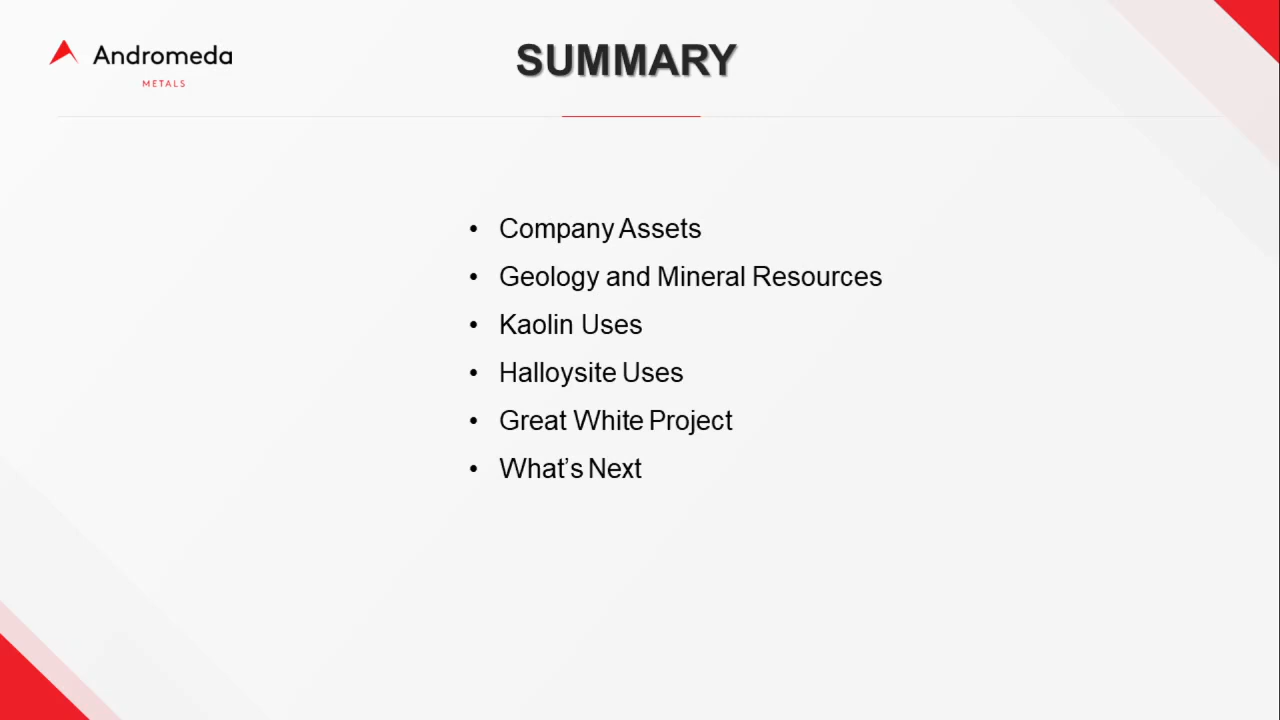 Andromeda
METALS
SUMMARY
• Company Assets
• Geology and Mineral Resources
• Kaolin Uses
• Halloysite Uses
• Great White Project
• What’s Next